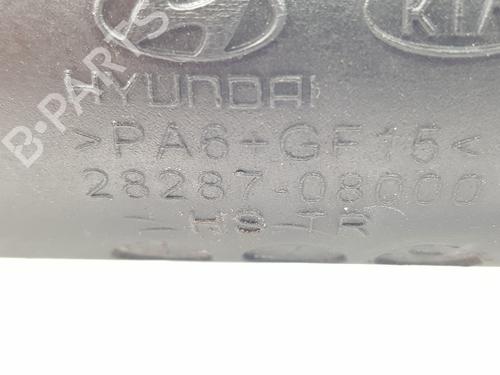 KIA
HYUNDAI
>PA6+GF15<
28287-08000
HS-TR
B-PARTS